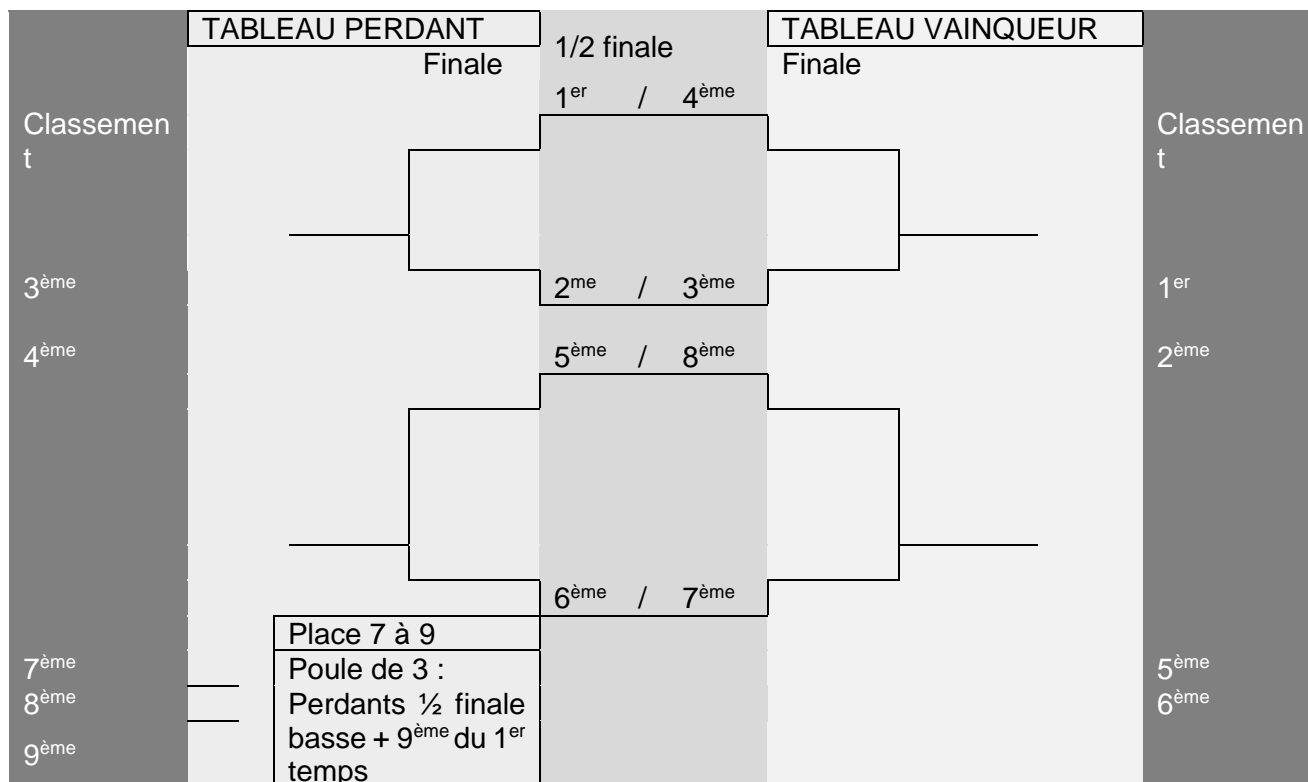 TABLEAU PERDANT
1/2 finale
TABLEAU VAINQUEUR
Finale
Finale
1er / 4ème
Classemen
t
Classemen
t
3ème
2me / 3ème
1er
4ème
5ème / 8ème
2ème
6ème / 7ème
Place 7 à 9
7ème
Poule de 3 :
5ème
8ème
Perdants ½ finale
6ème
basse + 9ème du 1er
9ème
temps